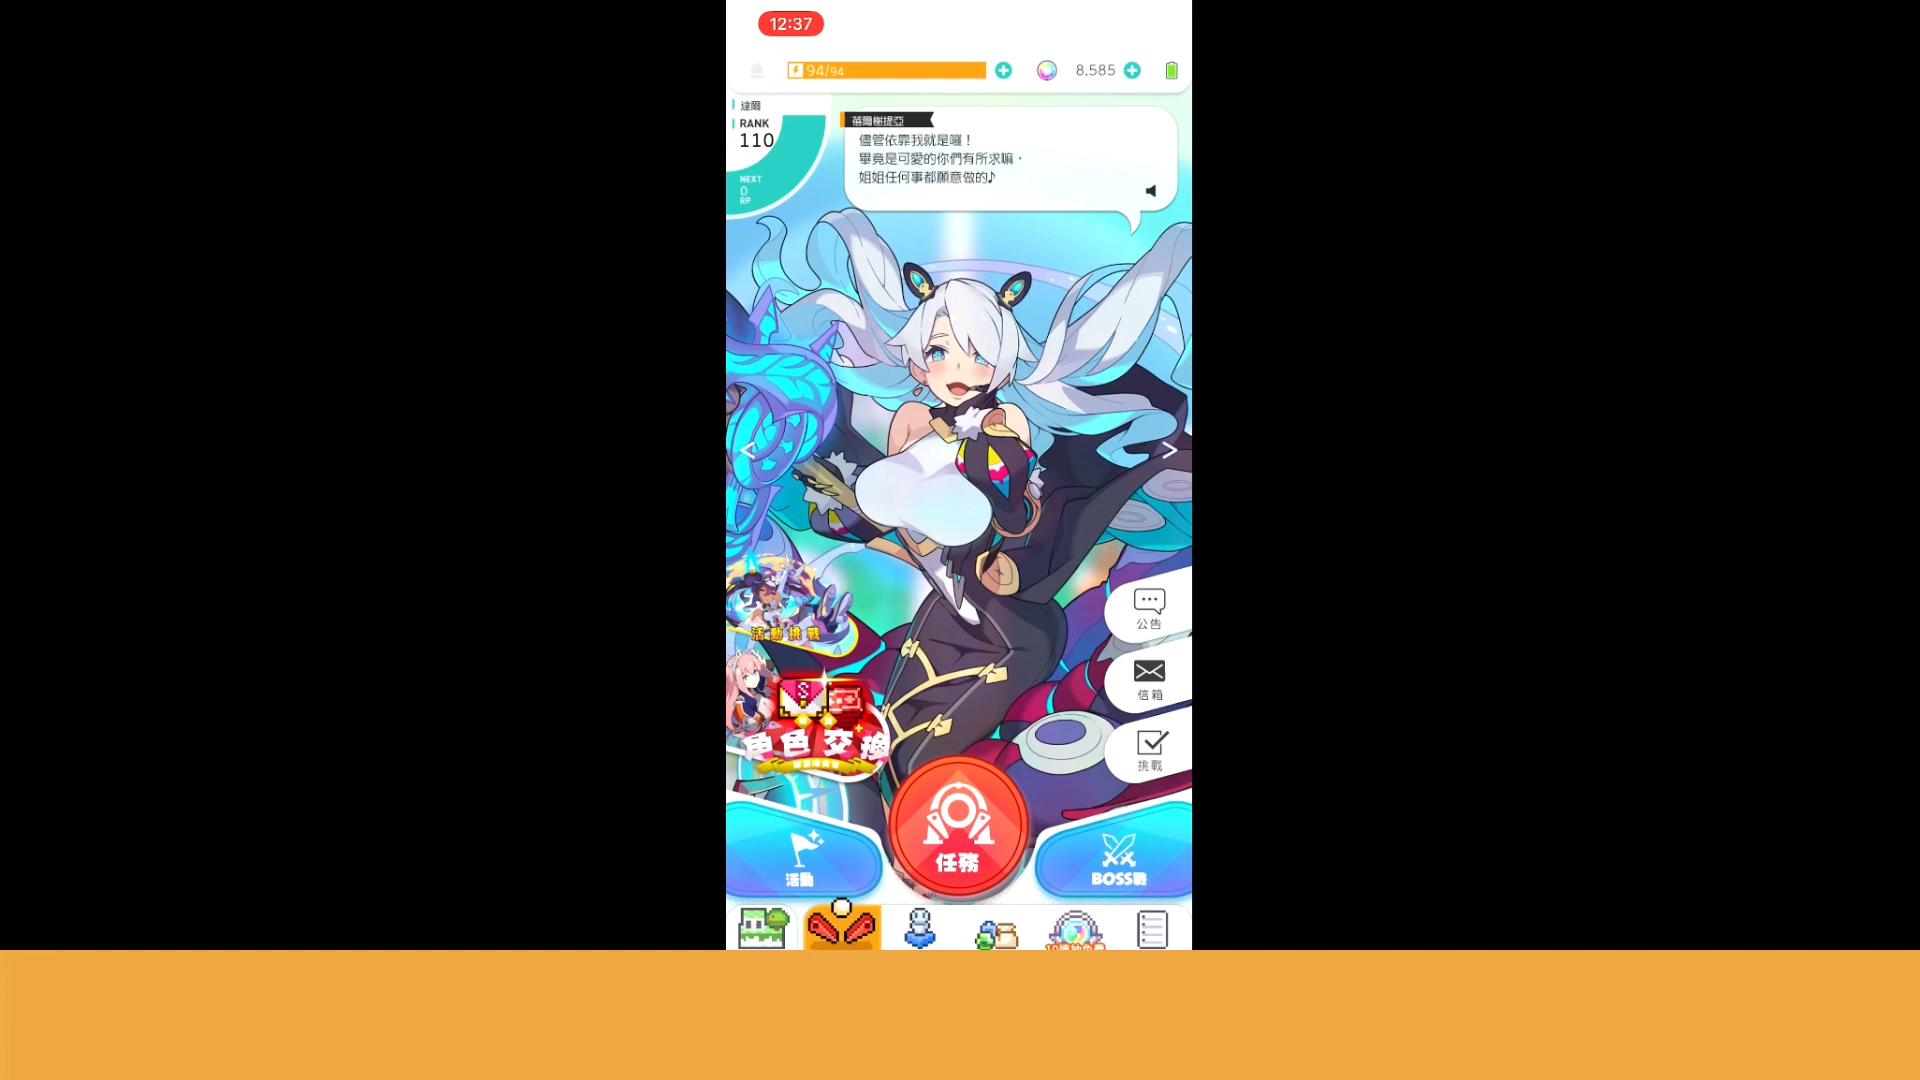 12:37
94/94
8,585
達爾
RANK
110
NEXT
0
RP
蓓爾樹提亞
儘管依靠我就是囉！
畢竟是可愛的你們有所求嘛，
姐姐任何事都願意做的♪
公告
活動挑戰
信箱
角色交換
挑戰
任務
活動
BOSS戰